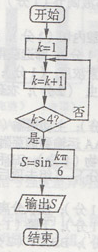 开始
k=1
k=k+1
k>4?
否
是
S=sin kπ/6
输出S
结束